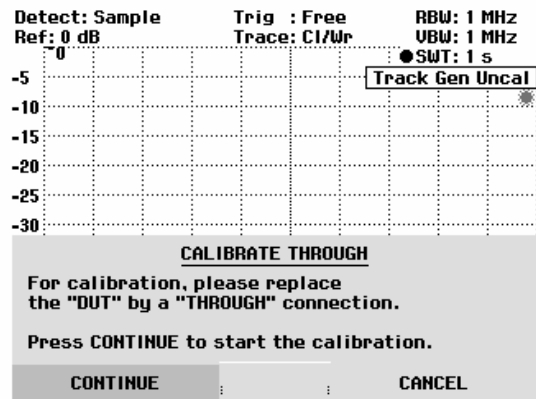 Detect: Sample Trig : Free RBW: 1 MHz
Ref: 0 dB Trace: Cl/Wr VBW: 1 MHz
0 SWT: 1 s
-5 Track Gen Uncal
-10
-15
-20
-25
-30
CALIBRATE THROUGH
For calibration, please replace
the "DUT" by a "THROUGH" connection.
Press CONTINUE to start the calibration.
CONTINUE CANCEL